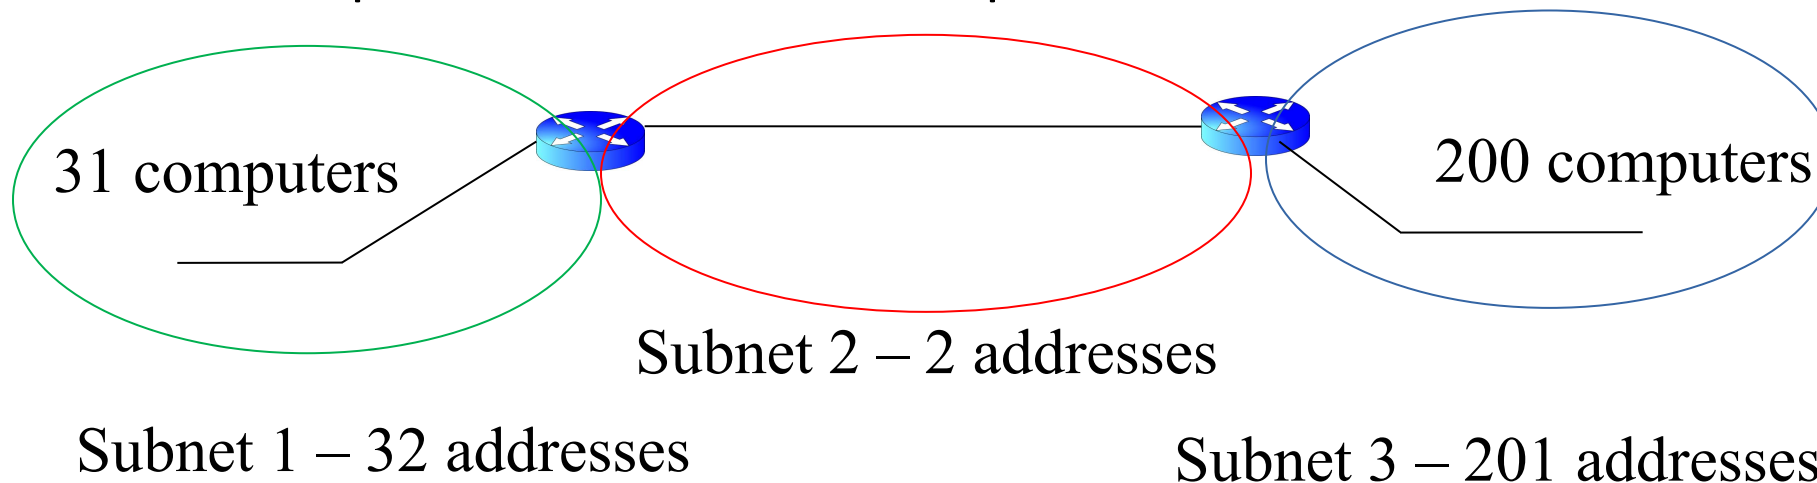 31 computers
200 computers
Subnet 2 – 2 addresses
Subnet 1 – 32 addresses
Subnet 3 – 201 addresses